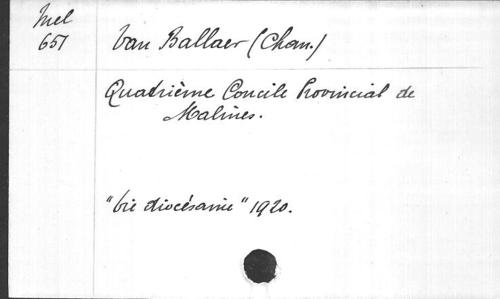 Mel
651
Van Ballaer (Chan.)
Quatrième Concile Provincial de
Malines.
"Vie diocésaine" 1920.